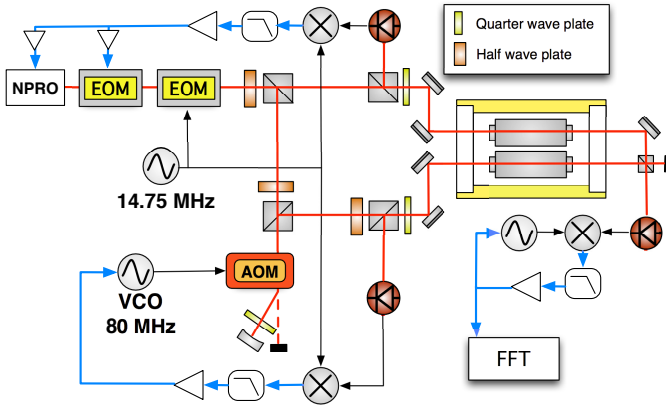 Quarter wave plate
Half wave plate
NPRO
EOM
EOM
14.75 MHz
AOM
VCO
80 MHz
FFT